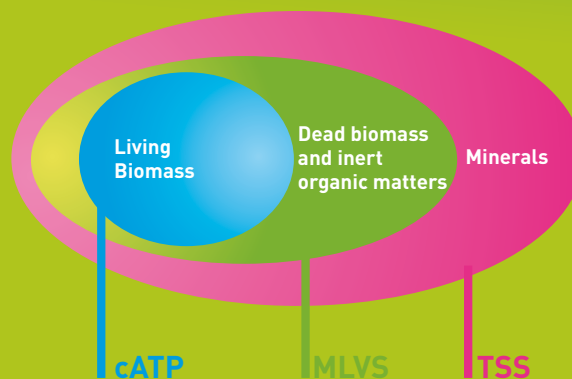 Living
Biomass
Dead biomass
and inert
organic matters
Minerals
cATP
MLVS
TSS